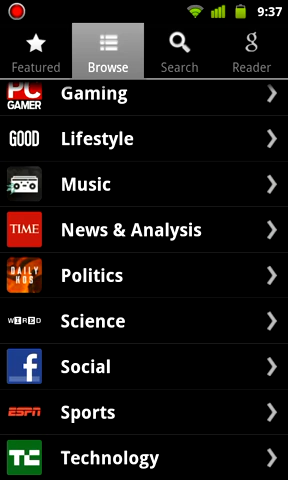 9:37
Featured
Browse
Search
g
Reader
PC
GAMER
Gaming
GOOD
Lifestyle
Music
TIME
News & Analysis
DAILY
KOS
Politics
WIRED
Science
f
Social
ESPN
Sports
TC
Technology